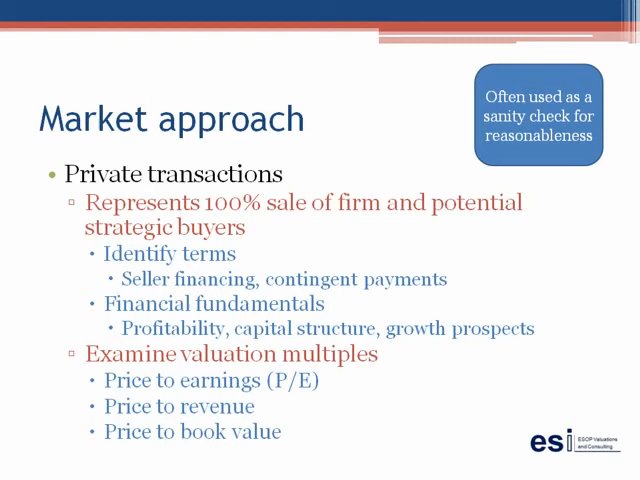 Often used as a
sanity check for
reasonableness
Market approach
• Private transactions
▫ Represents 100% sale of firm and potential
strategic buyers
• Identify terms
• Seller financing, contingent payments
• Financial fundamentals
• Profitability, capital structure, growth prospects
▫ Examine valuation multiples
• Price to earnings (P/E)
• Price to revenue
• Price to book value
esi
ESOP Valuations
and Consulting